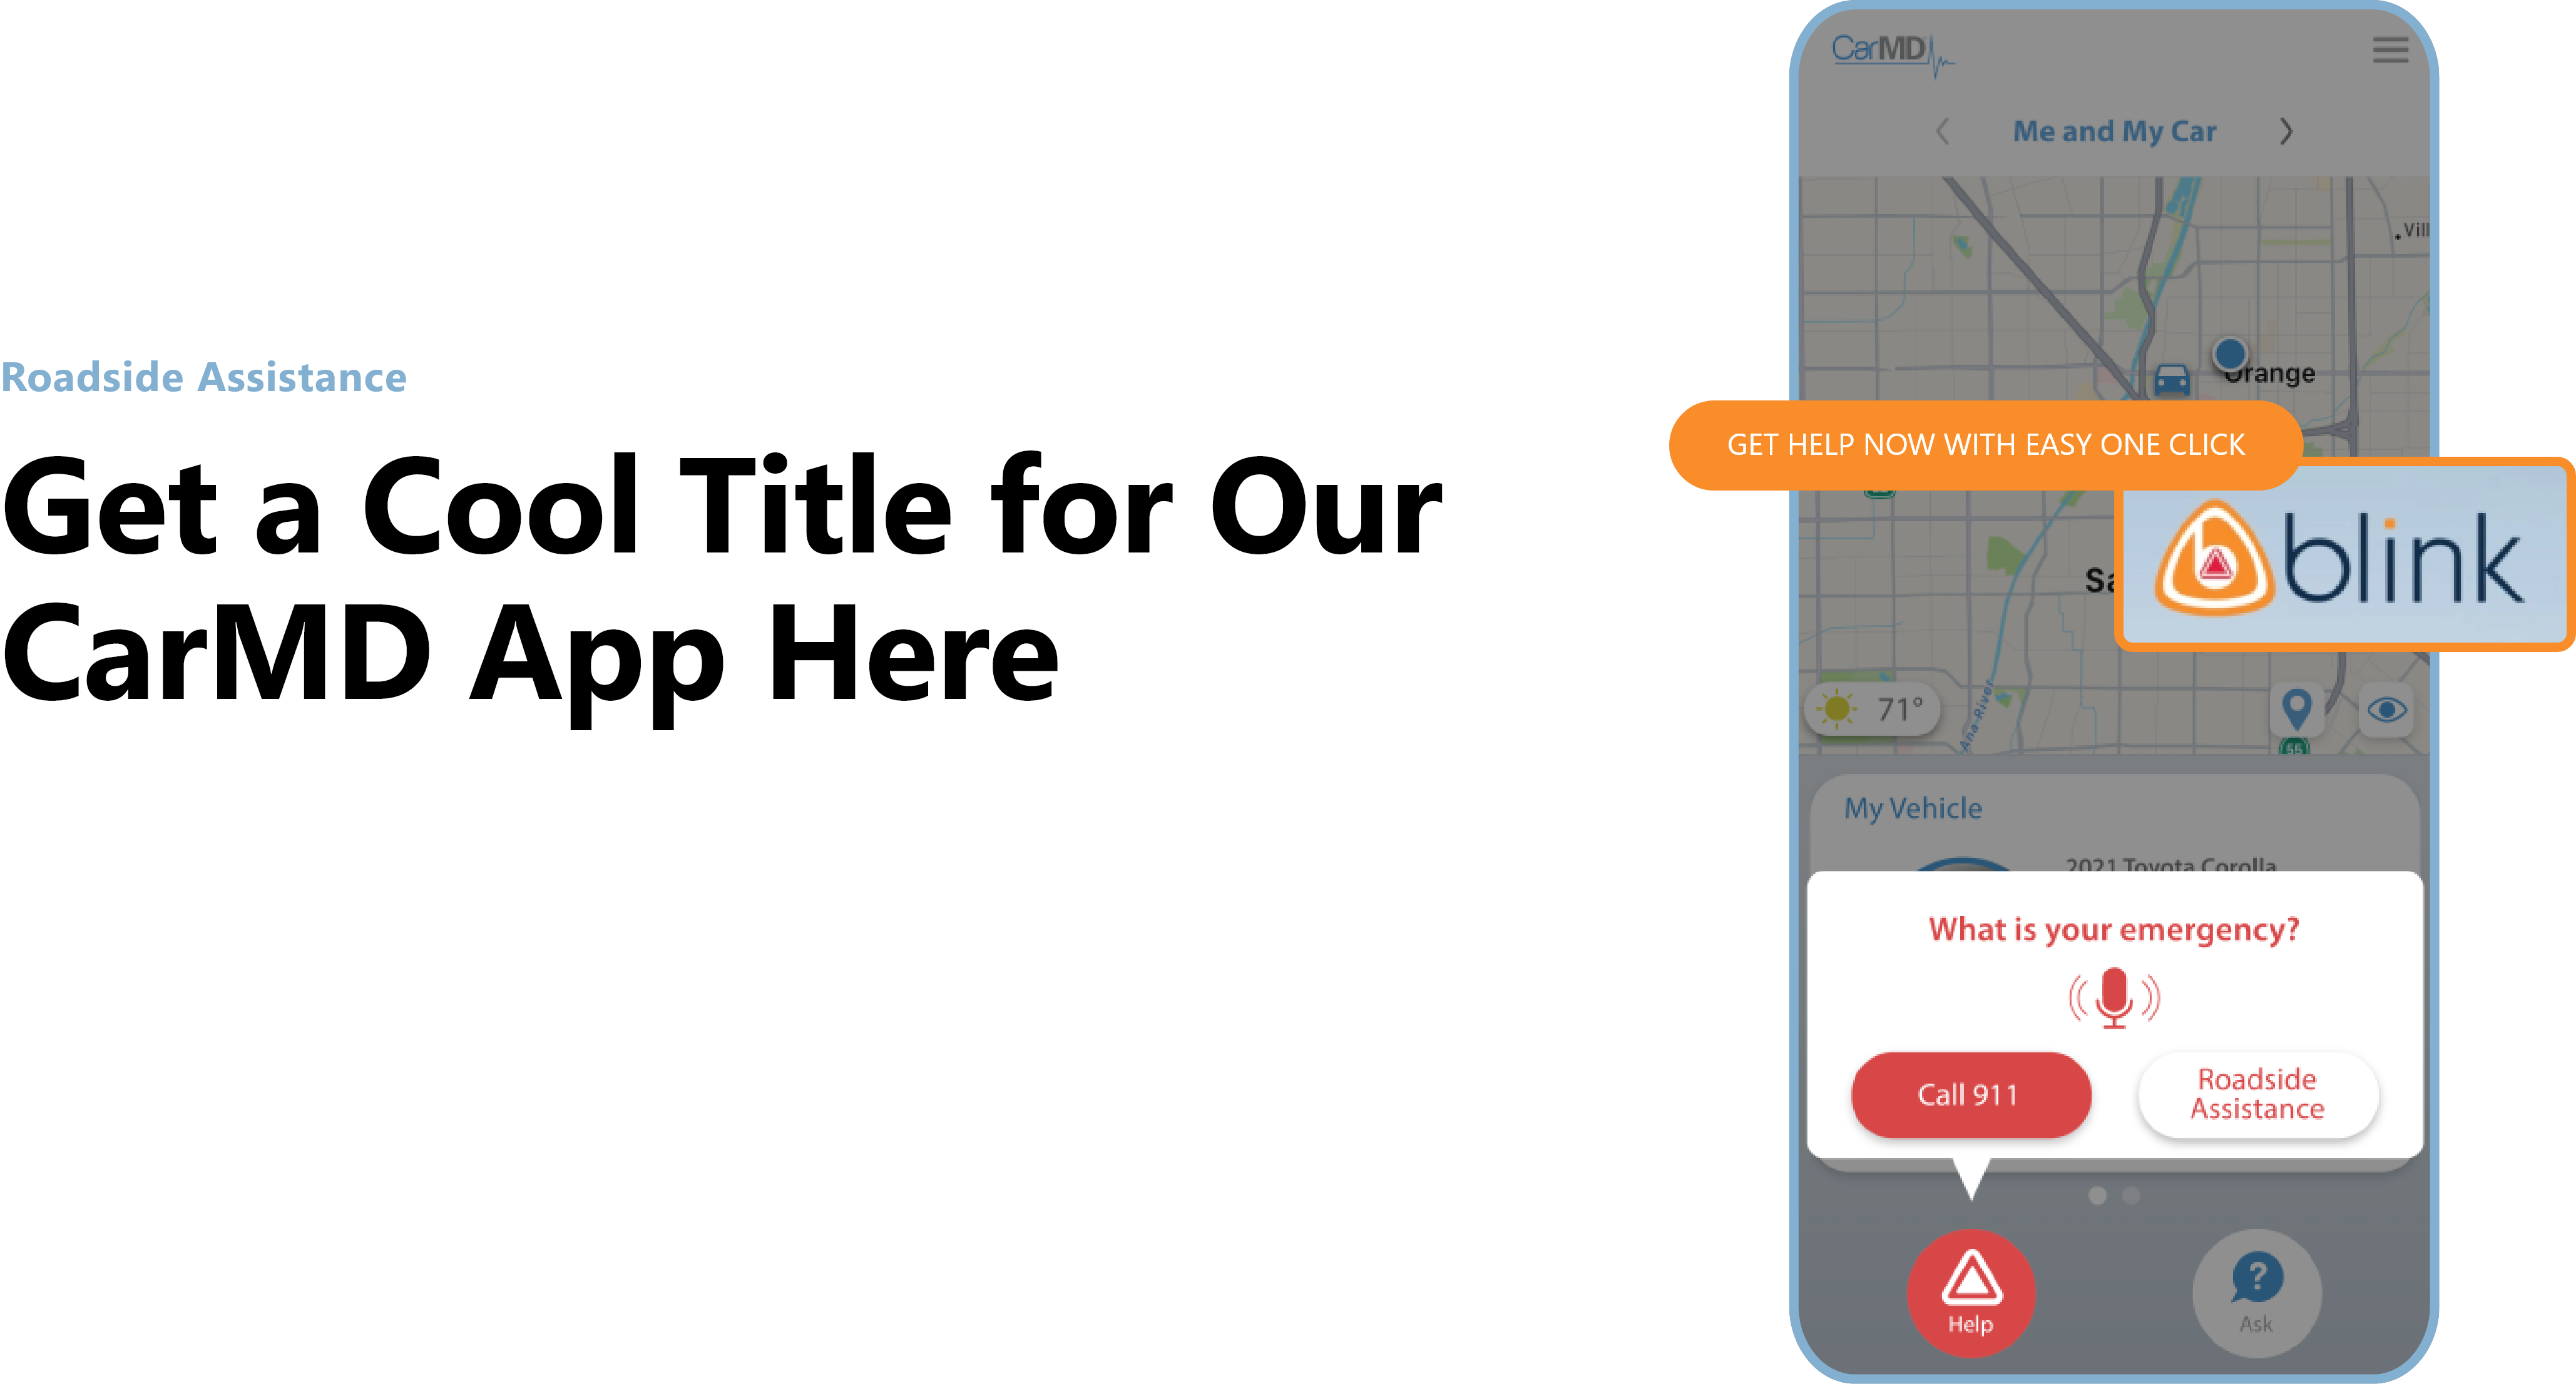 Roadside Assistance
Get a Cool Title for Our
CarMD App Here
CarMD
Me and My Car
Vill
Orange
GET HELP NOW WITH EASY ONE CLICK
blink
Sa
71°
Ana River
55
My Vehicle
2021 Toyota Corolla
What is your emergency?
Call 911
Roadside
Assistance
Help
?
Ask